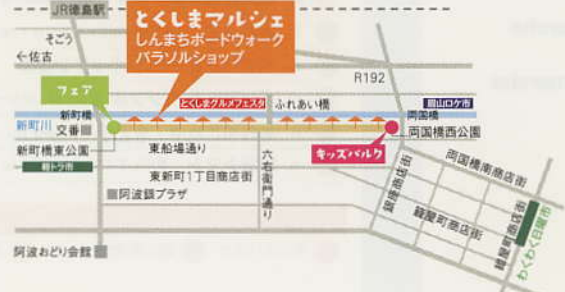 JR徳島駅
とくしまマルシェ
しんまちボードウォーク
パラソルショップ
そごう
←佐古
R192
フェア
新町橋
とくしまグルメフェスタ
ふれあい橋
眉山ロケ市
両国橋
新町川
交番
両国橋西公園
新町橋東公園
東船場通り
キッズパルク
軽トラ市
六右衛門通り
両国橋南商店街
東新町1丁目商店街
阿波銀プラザ
銀座商店街
籠屋町商店街
籠屋町商店街
わくわく日曜市
阿波おどり会館